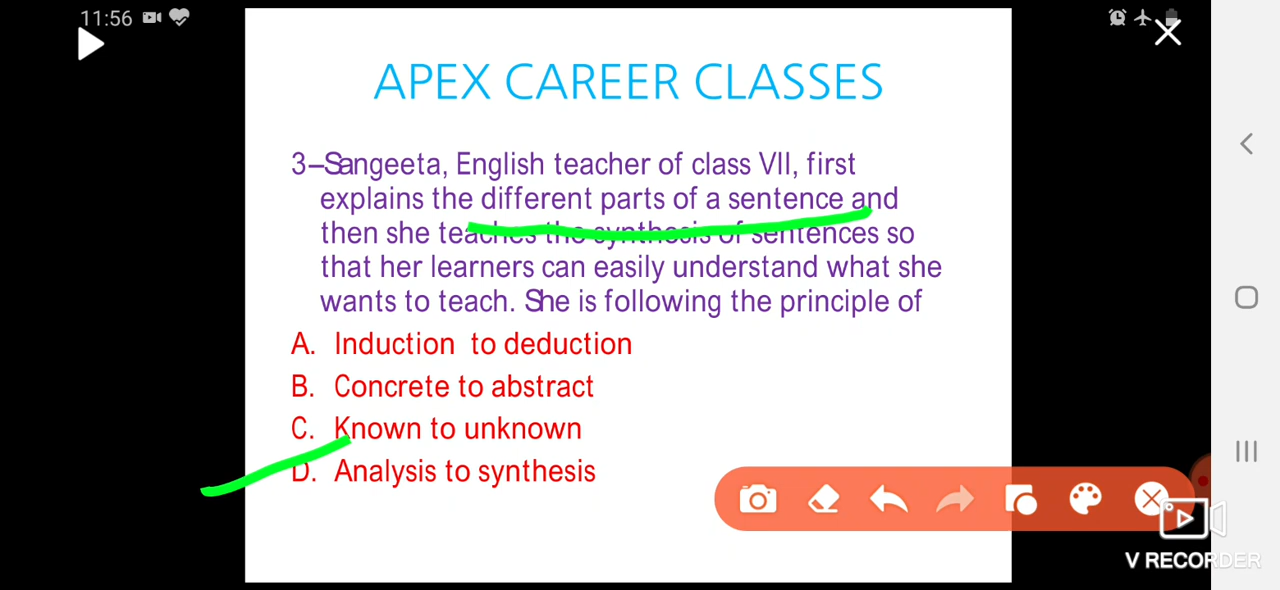 11:56
APEX CAREER CLASSES
3–Sangeeta, English teacher of class VII, first
explains the different parts of a sentence and
then she teaches the synthesis of sentences so
that her learners can easily understand what she
wants to teach. She is following the principle of
A. Induction to deduction
B. Concrete to abstract
C. Known to unknown
D. Analysis to synthesis
V RECORDER